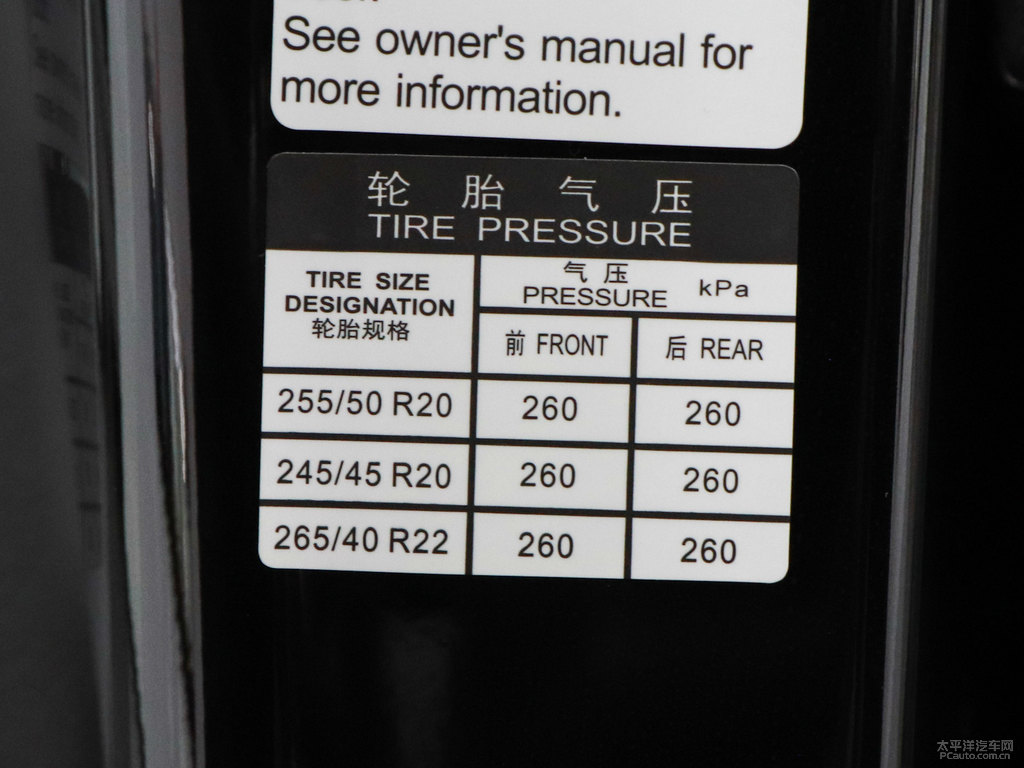 See owner's manual for
more information.
轮胎气压
TIRE PRESSURE
TIRE SIZE
DESIGNATION
轮胎规格
气压
PRESSURE
kPa
前 FRONT
后 REAR
255/50 R20 260 260
245/45 R20 260 260
265/40 R22 260 260
太平洋汽车网
PCauto.com.cn